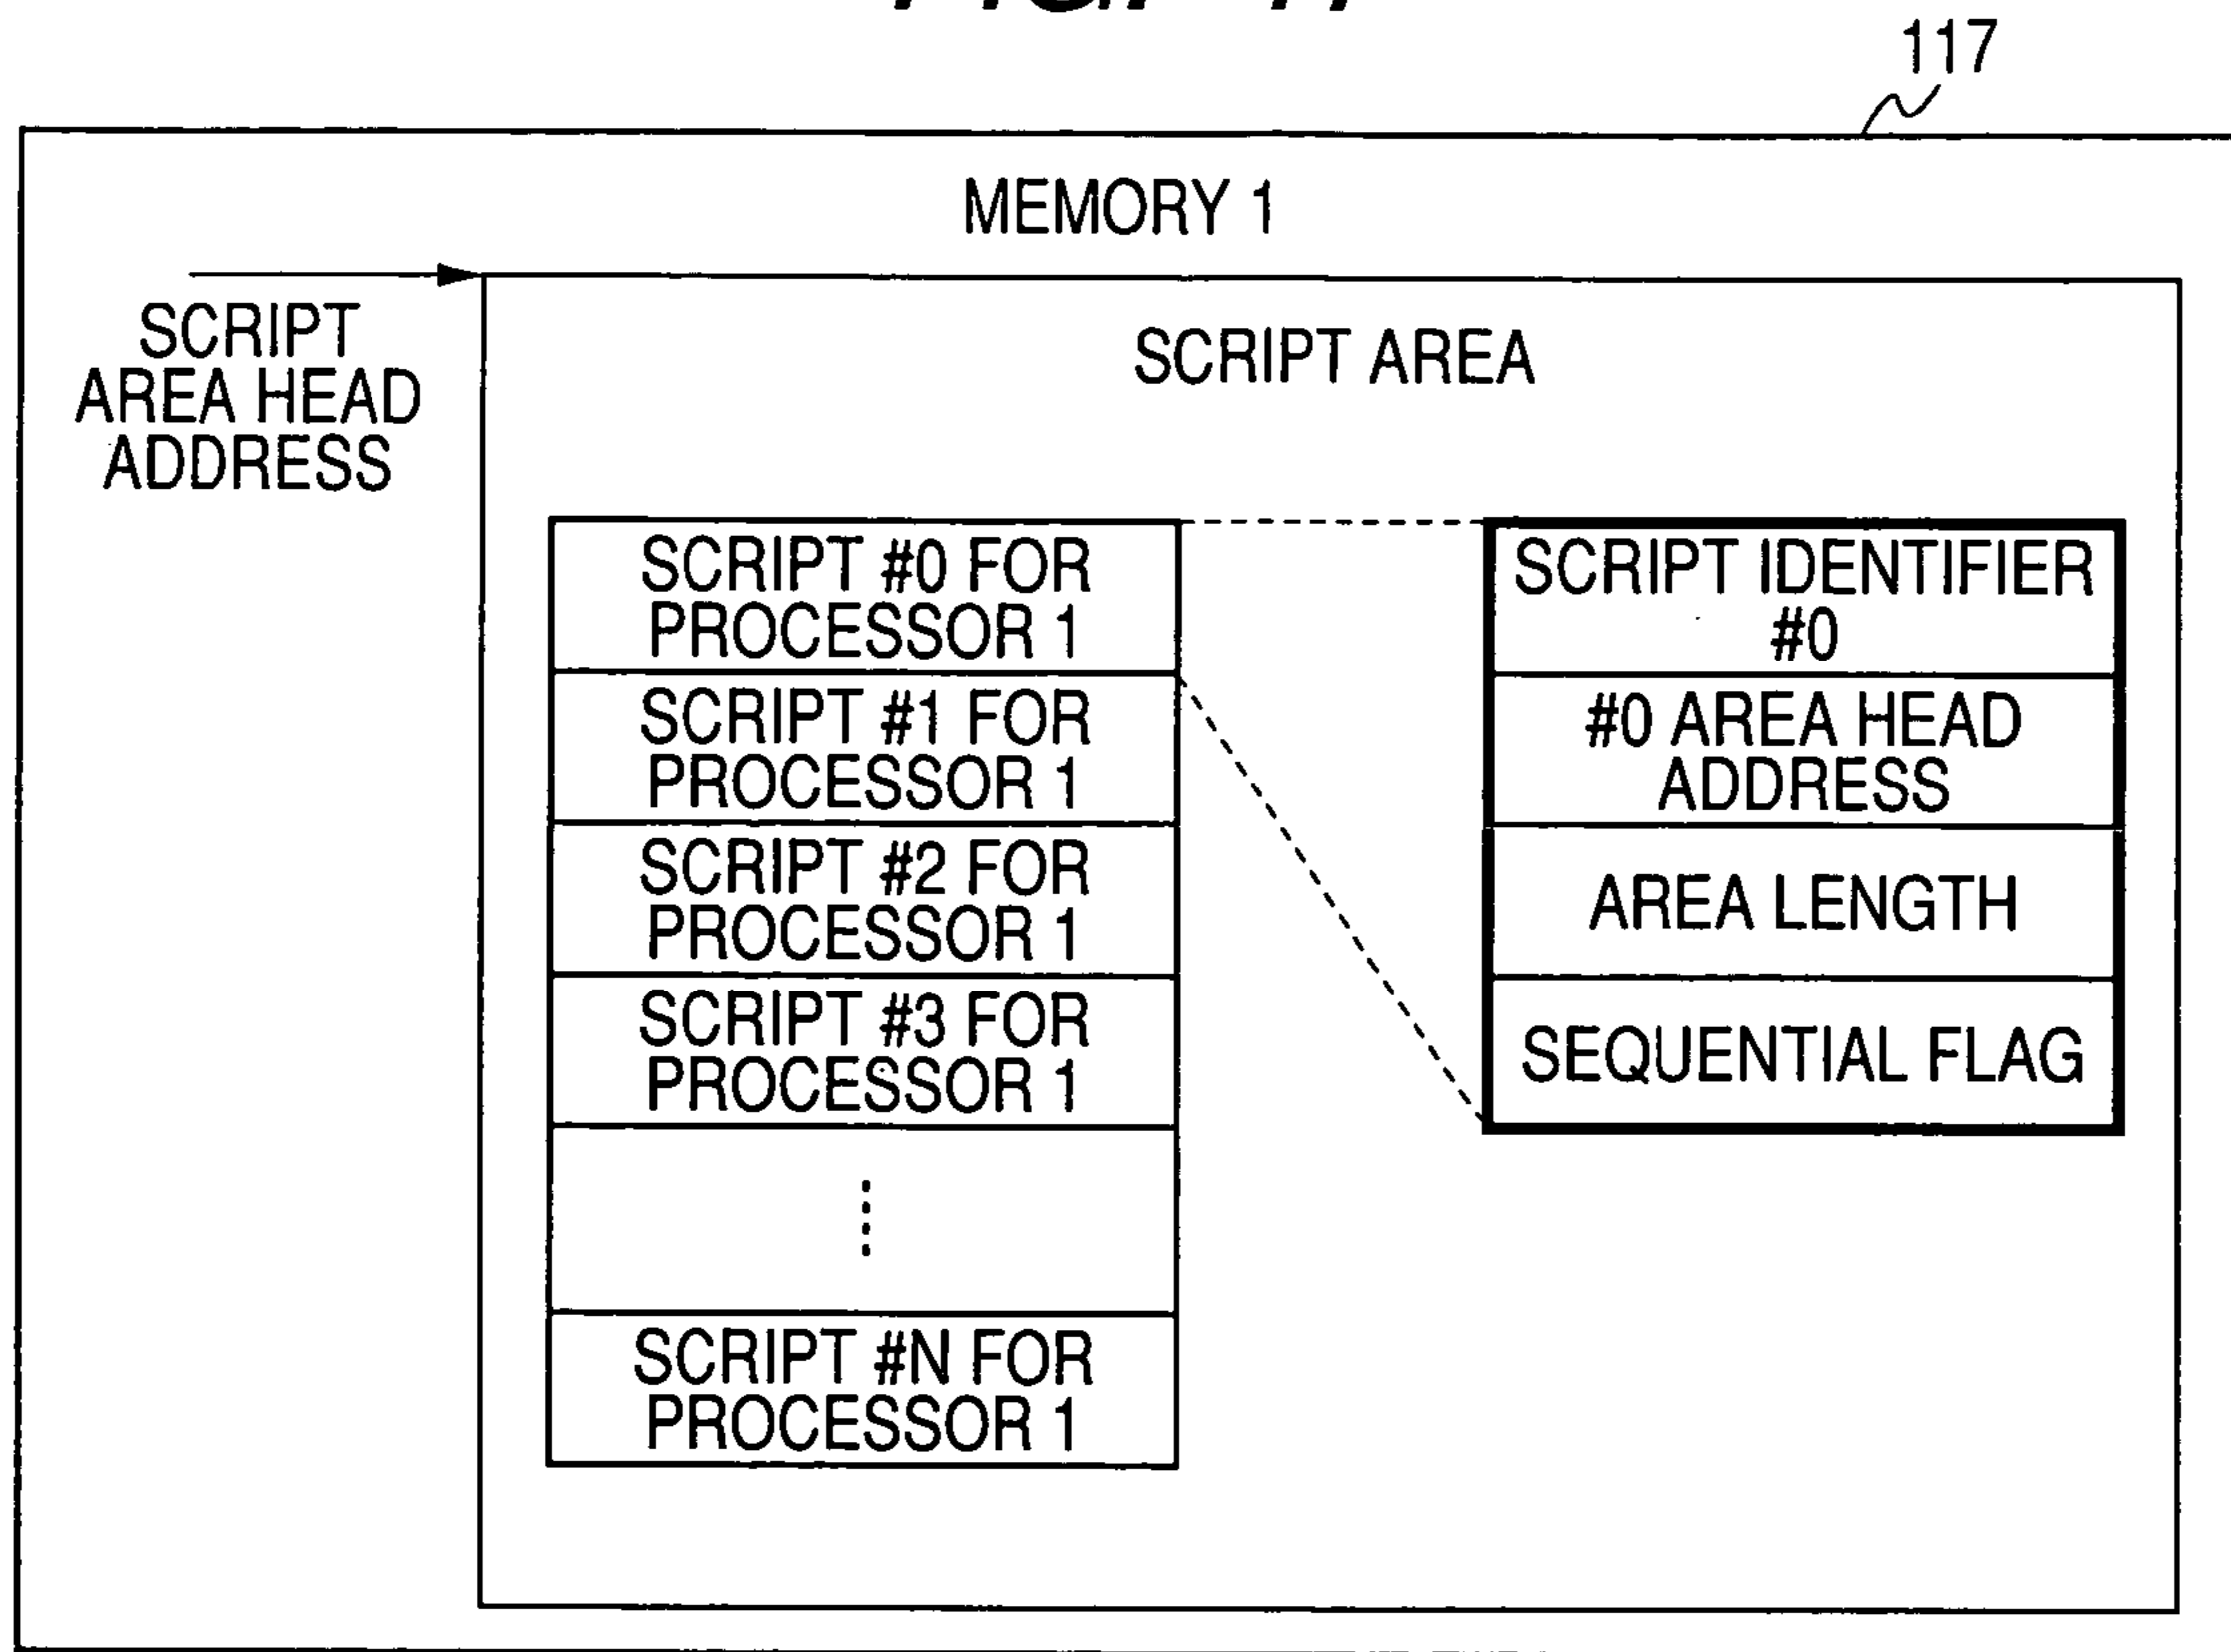 117
MEMORY 1
SCRIPT
AREA HEAD
ADDRESS
SCRIPT AREA
SCRIPT #0 FOR
PROCESSOR 1
SCRIPT #1 FOR
PROCESSOR 1
SCRIPT #2 FOR
PROCESSOR 1
SCRIPT #3 FOR
PROCESSOR 1
SCRIPT #N FOR
PROCESSOR 1
SCRIPT IDENTIFIER
#0
#0 AREA HEAD
ADDRESS
AREA LENGTH
SEQUENTIAL FLAG